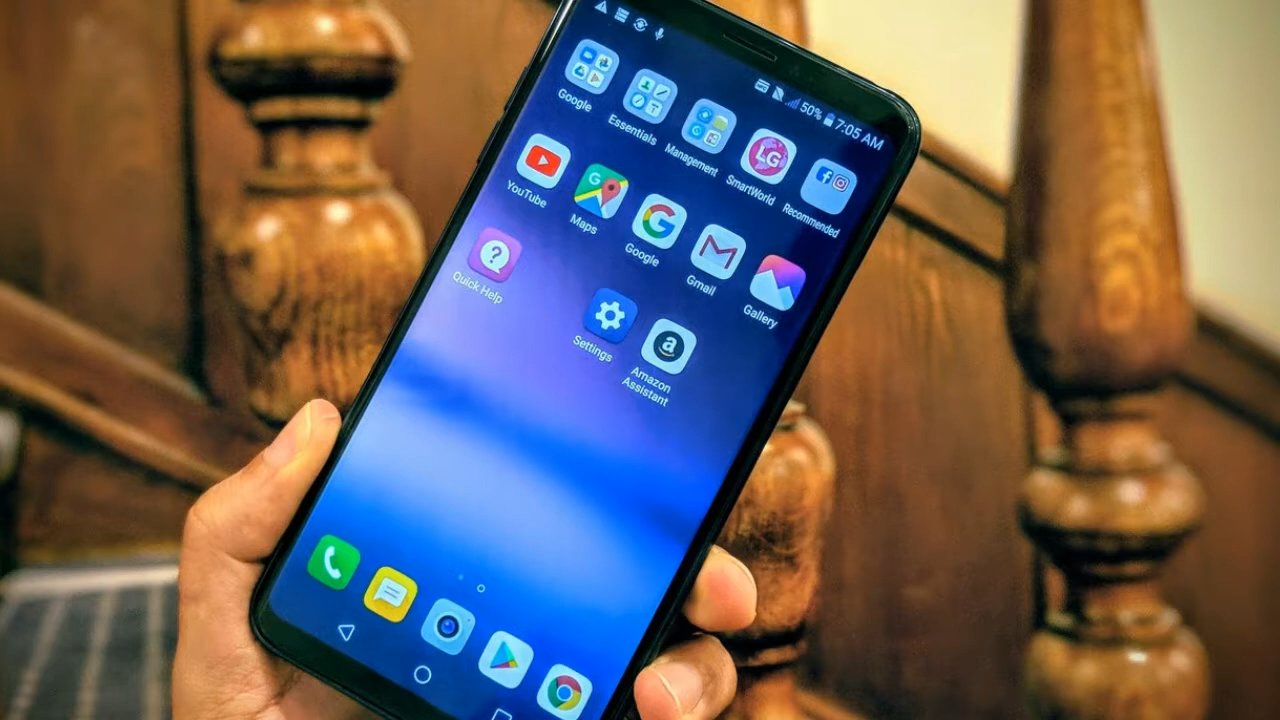 50% 7:05 AM
Google
Essentials
Management
LG
SmartWorld
Recommended
YouTube
G
Maps
G
Google
Gmail
Gallery
?
Quick Help
Settings
a
Amazon
Assistant